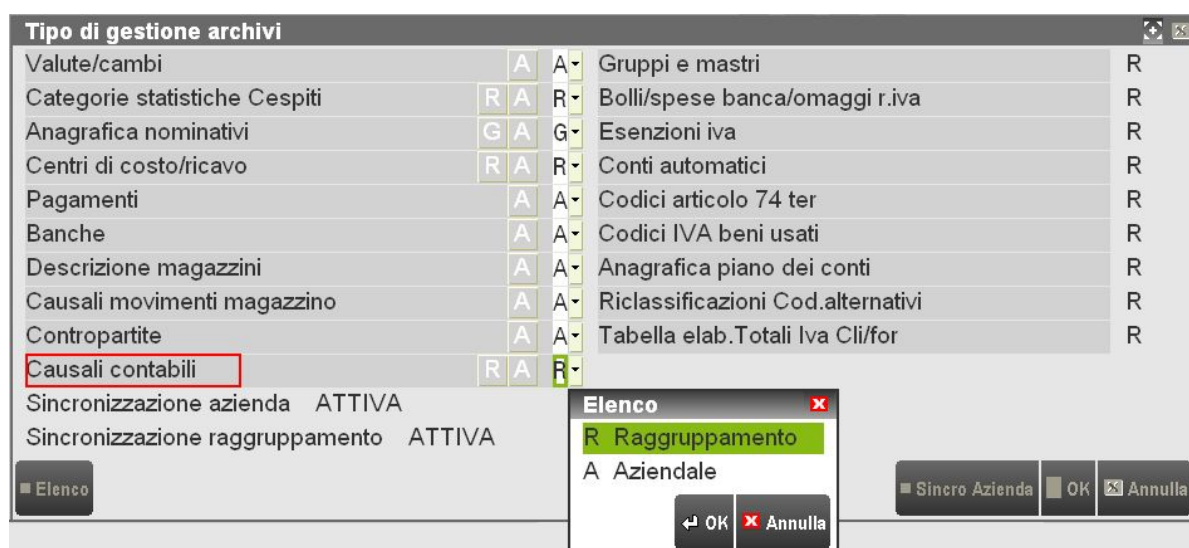 Tipo di gestione archivi
Valute/cambi A A Gruppi e mastri R
Categorie statistiche Cespiti R A R Bolli/spese banca/omaggi r.iva R
Anagrafica nominativi G A G Esenzioni iva R
Centri di costo/ricavo R A R Conti automatici R
Pagamenti A A Codici articolo 74 ter R
Banche A A Codici IVA beni usati R
Descrizione magazzini A A Anagrafica piano dei conti R
Causali movimenti magazzino A A Riclassificazioni Cod.alternativi R
Contropartite A A Tabella elab.Totali Iva Cli/for R
Causali contabili R A R
Sincronizzazione azienda ATTIVA
Sincronizzazione raggruppamento ATTIVA
Elenco
R Raggruppamento
A Aziendale
OK Annulla
Elenco Sincro Azienda OK Annulla